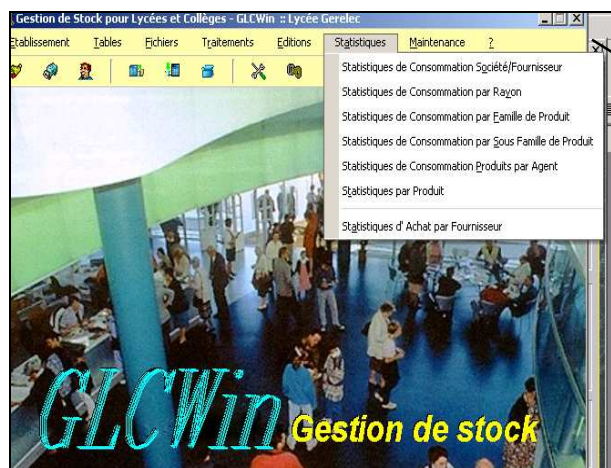 Gestion de Stock pour Lycées et Collèges - GLCWin :: Lycée Gerelec
Etablissement Tables Fichiers Traitements Editions Statistiques Maintenance ?
Statistiques de Consommation Société/Fournisseur
Statistiques de Consommation par Rayon
Statistiques de Consommation par Famille de Produit
Statistiques de Consommation par Sous Famille de Produit
Statistiques de Consommation Produits par Agent
Statistiques par Produit
Statistiques d' Achat par Fournisseur
GLCWin Gestion de stock